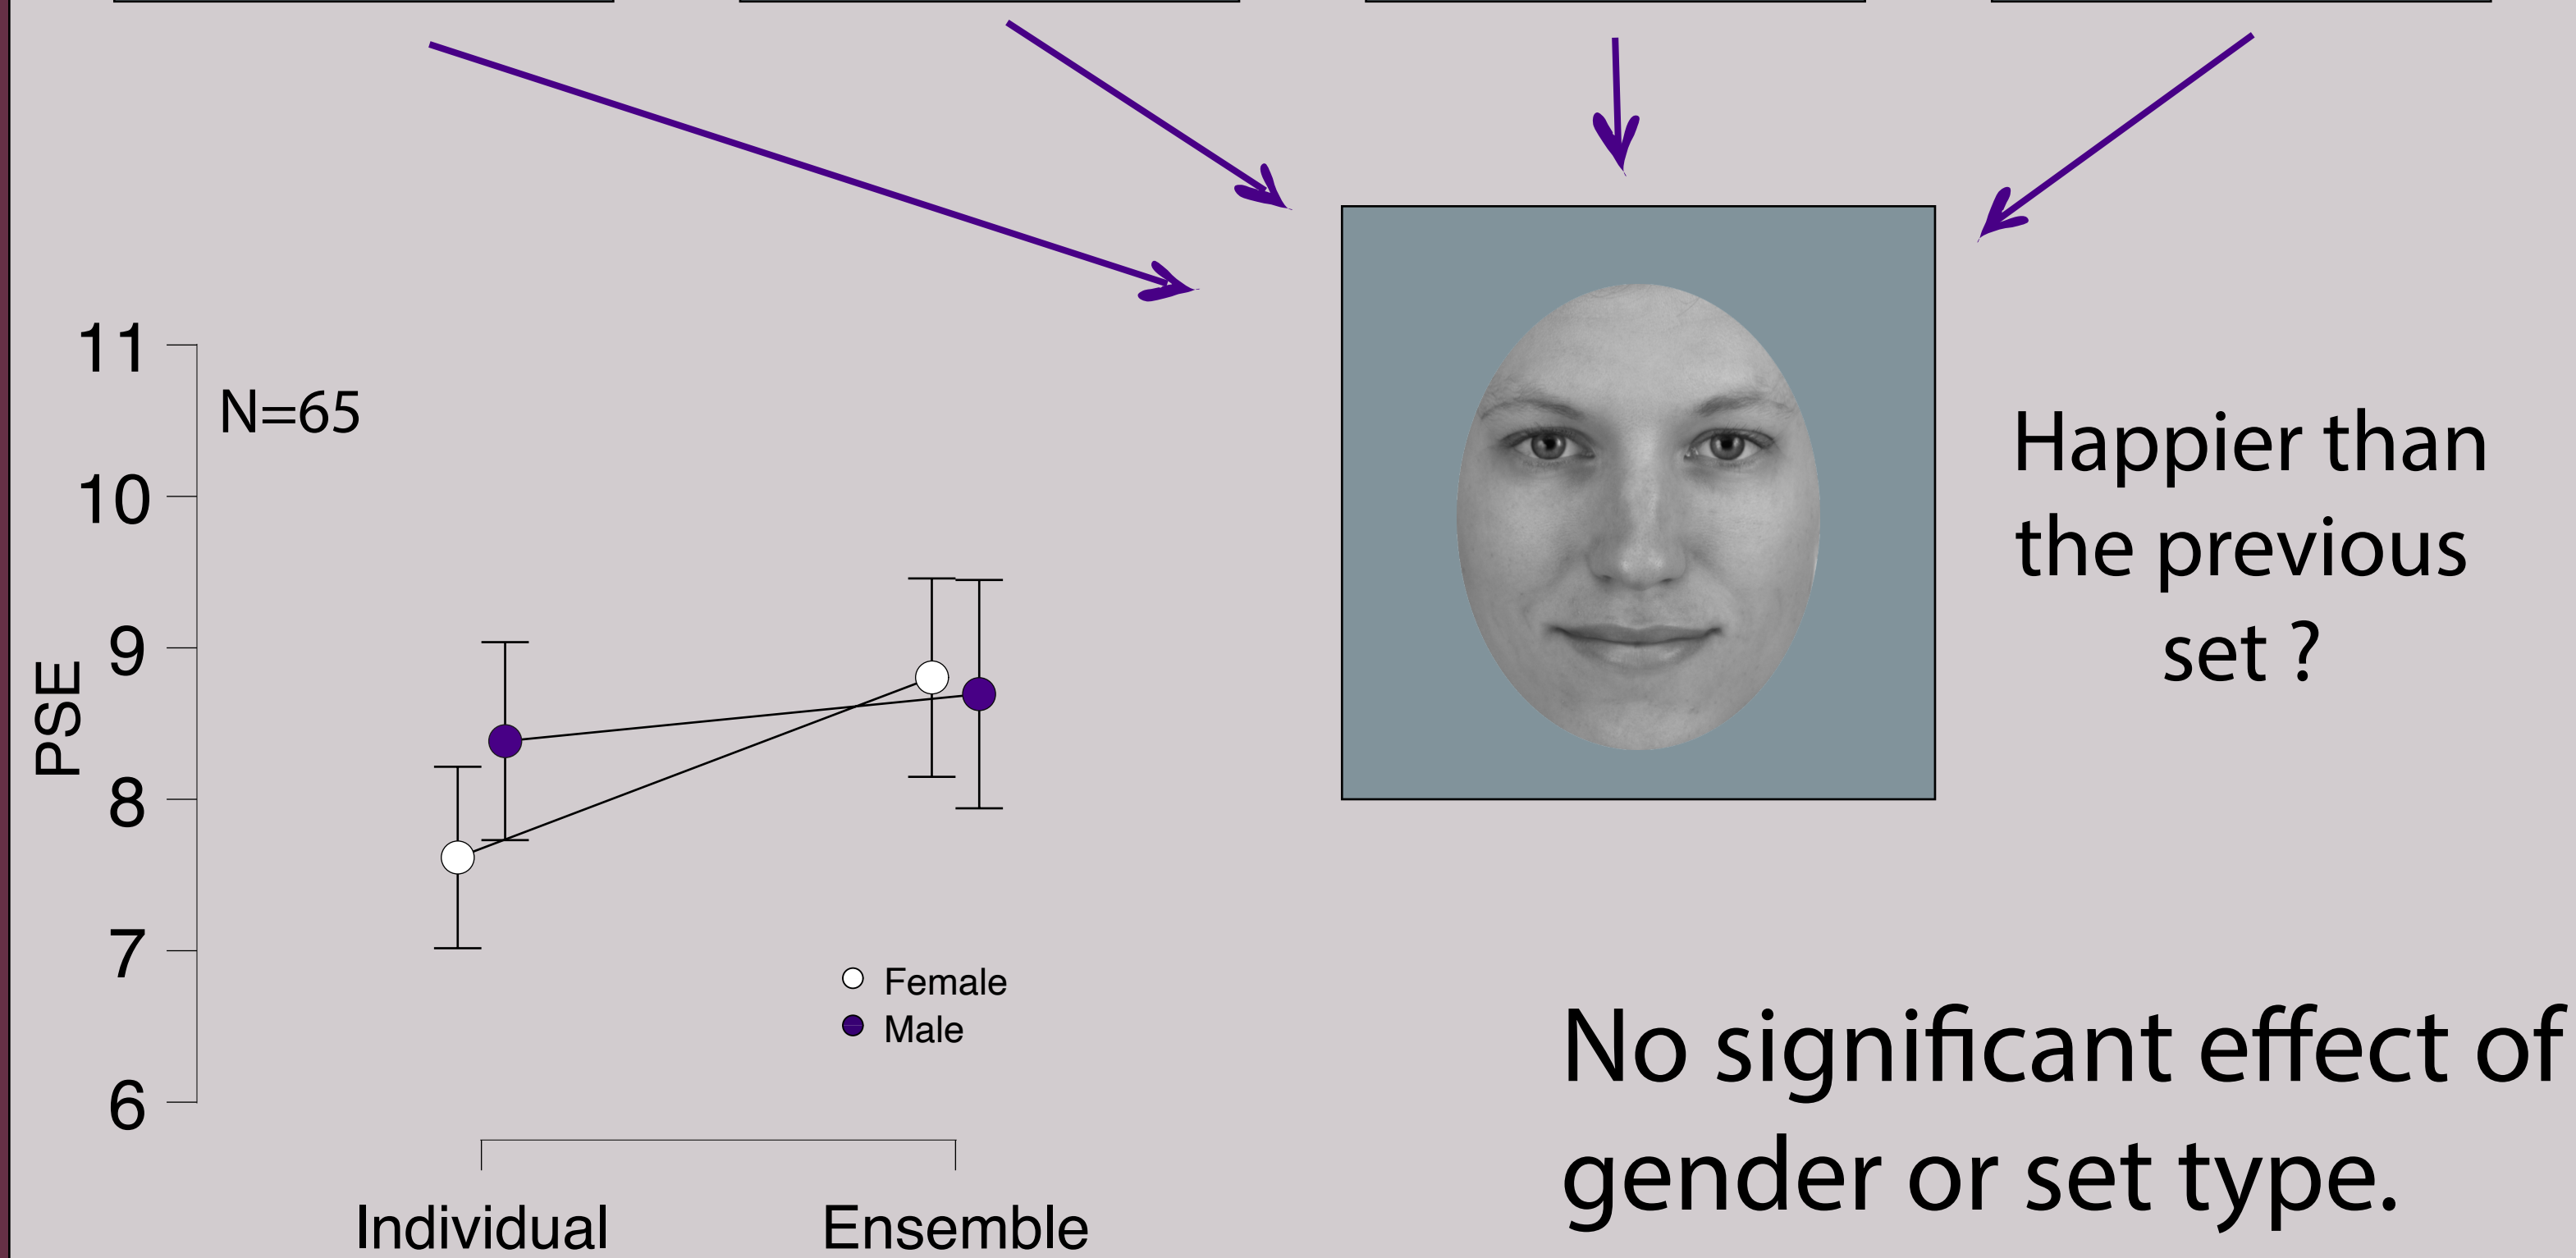 11
N=65
10
9
8
7
6
PSE
Female
Male
Individual
Ensemble
Happier than
the previous
set ?
No significant effect of
gender or set type.